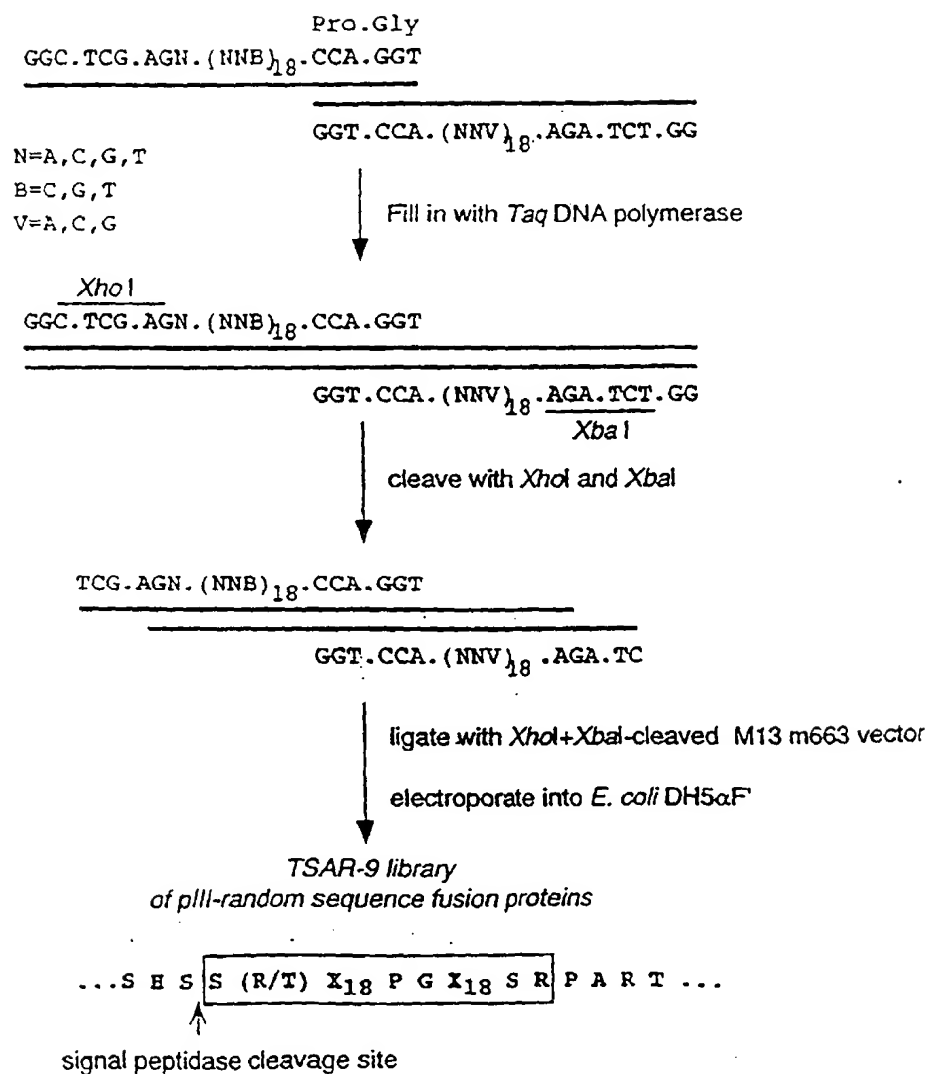 Pro.Gly
GGC.TCG.AGN.(NNB)18.CCA.GGT
GGT.CCA.(NNV)18.AGA.TCT.GG
N=A,C,G,T
B=C,G,T
V=A,C,G
Fill in with Taq DNA polymerase
Xho I
GGC.TCG.AGN.(NNB)18.CCA.GGT
GGT.CCA.(NNV)18.AGA.TCT.GG
Xba I
cleave with XhoI and XbaI
TCG.AGN.(NNB)18.CCA.GGT
GGT.CCA.(NNV)18.AGA.TC
ligate with XhoI+XbaI-cleaved M13 m663 vector
electroporate into E. coli DH5αF'
TSAR-9 library
of pIII-random sequence fusion proteins
...S H S S (R/T) X18 P G X18 S R P A R T ...
signal peptidase cleavage site